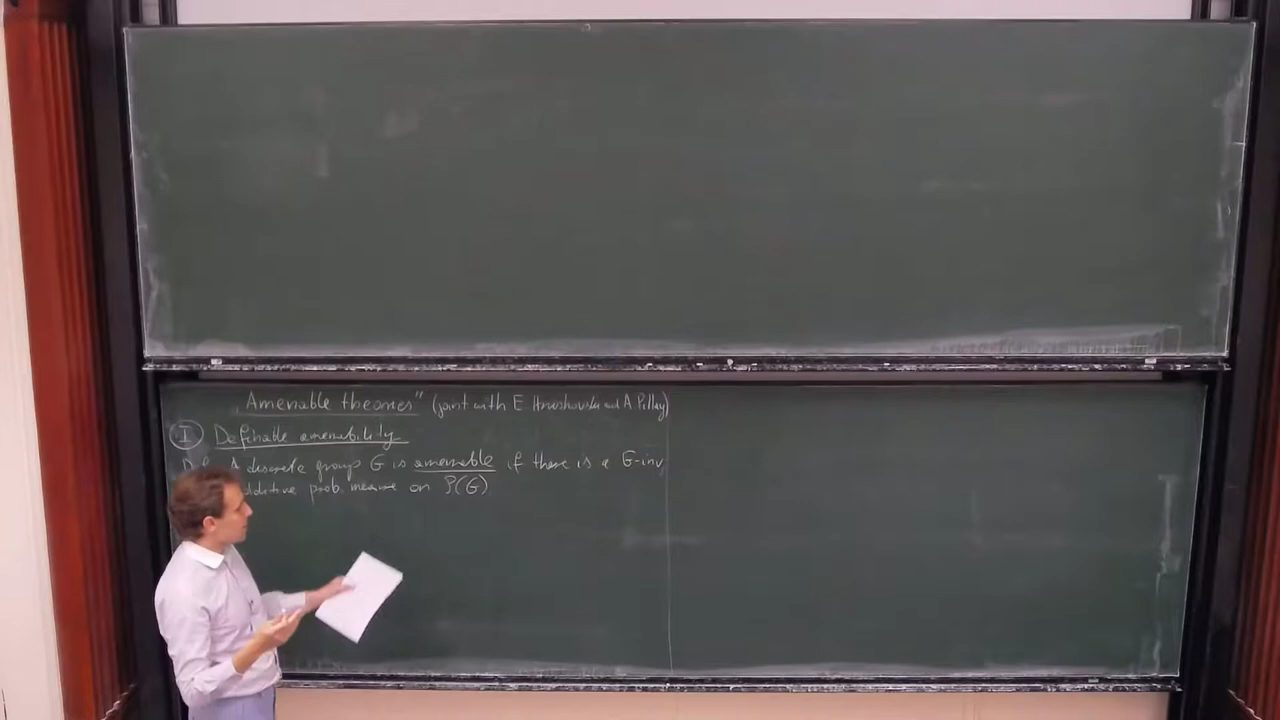 „Amenable theories" (joint with E Hrushovski and A Pillay)
I Definable amenability
A discrete group G is amenable if there is a G-inv
additive prob. measure on P(G)